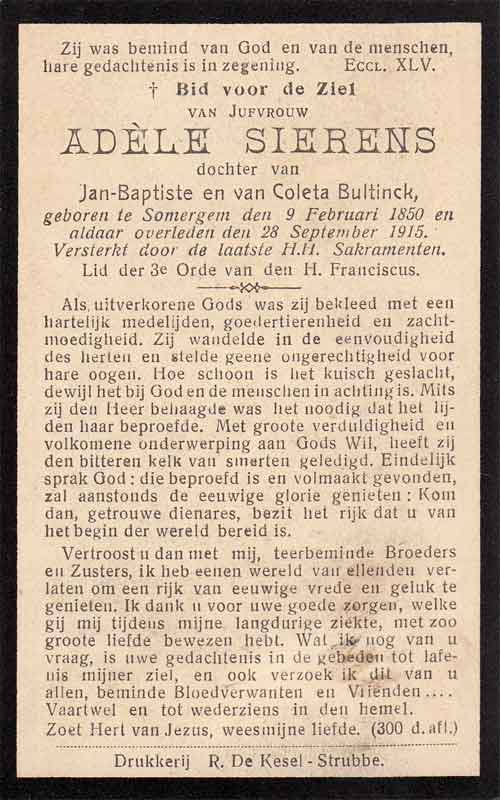 Zij was bemind van God en van de menschen,
hare gedachtenis is in zegening. ECCL. XLV.
† Bid voor de Ziel
VAN JUFVROUW
ADÈLE SIERENS
dochter van
Jan-Baptiste en van Coleta Bultinck,
geboren te Somergem den 9 Februari 1850 en
aldaar overleden den 28 September 1915.
Versterkt door de laatste H.H. Sakramenten.
Lid der 3e Orde van den H. Franciscus.
Als uitverkorene Gods was zij bekleed met een
hartelijk medelijden, goedertierenheid en zacht-
moedigheid. Zij wandelde in de eenvoudigheid
des herten en stelde geene ongerechtigheid voor
hare oogen. Hoe schoon is het kuisch geslacht,
dewijl het bij God en de menschen in achting is. Mits
zij den Heer behaagde was het noodig dat het lij-
den haar beproefde. Met groote verduldigheid en
volkomene onderwerping aan Gods Wil, heeft zij
den bitteren kelk van smerten geledigd. Eindelijk
sprak God : die beproefd is en volmaakt gevonden,
zal aanstonds de eeuwige glorie genieten : Kom
dan, getrouwe dienares, bezit het rijk dat u van
het begin der wereld bereid is.
Vertroost u dan met mij, teerbeminde Broeders
en Zusters, ik heb eenen wereld van ellenden ver-
laten om een rijk van eeuwige vrede en geluk te
genieten. Ik dank u voor uwe goede zorgen, welke
gij mij tijdens mijne langdurige ziekte, met zoo
groote liefde bewezen hebt. Wat ik nog van u
vraag, is uwe gedachtenis in de gebeden tot lafe-
nis mijner ziel, en ook verzoek ik dit van u
allen, beminde Bloedverwanten en Vrienden ....
Vaartwel en tot wederziens in den hemel.
Zoet Hert van Jezus, weesmijne liefde. (300 d. afl.)
Drukkerij R. De Kesel - Strubbe.